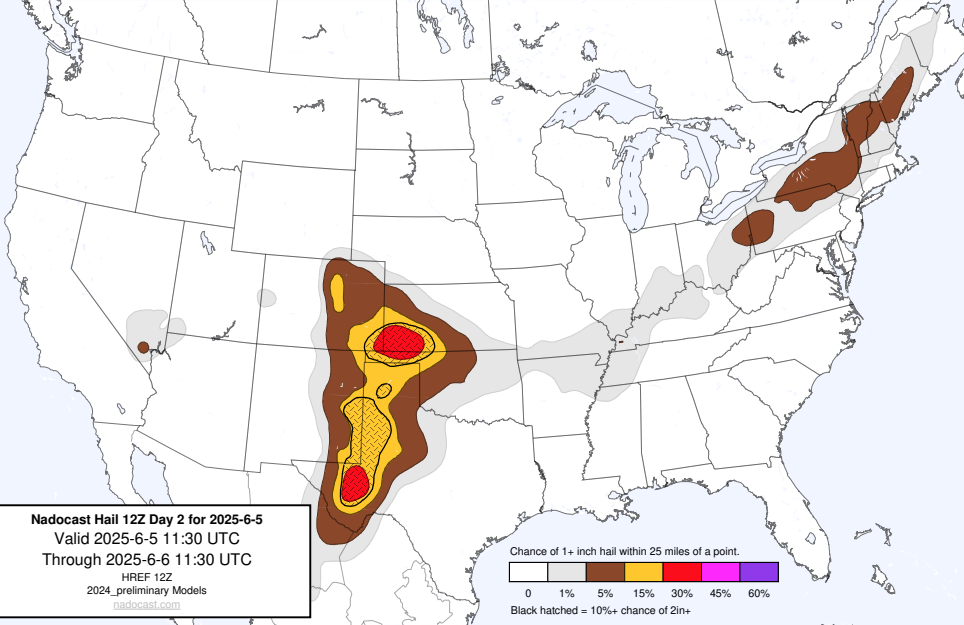 Nadocast Hail 12Z Day 2 for 2025-6-5
Valid 2025-6-5 11:30 UTC
Through 2025-6-6 11:30 UTC
HREF 12Z
2024_preliminary Models
nadocast.com
Chance of 1+ inch hail within 25 miles of a point.
0 1% 5% 15% 30% 45% 60%
Black hatched = 10%+ chance of 2in+